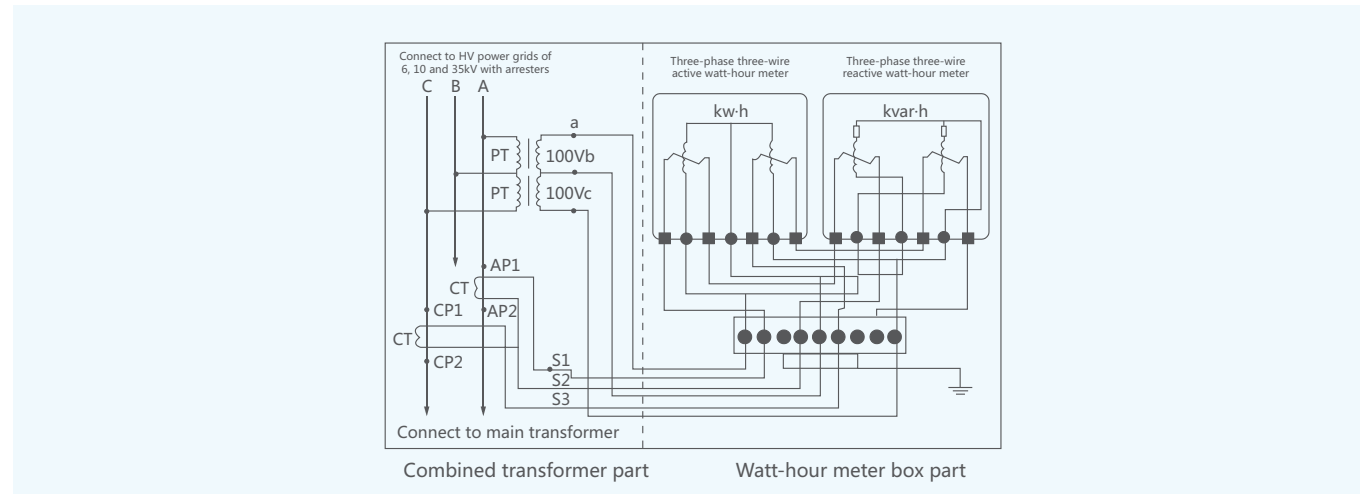 Connect to HV power grids of
6, 10 and 35kV with arresters
C B A
Three-phase three-wire
active watt-hour meter
Three-phase three-wire
reactive watt-hour meter
kw·h
kvar·h
a
PT
100Vb
PT
100Vc
AP1
CT
CP1
AP2
CT
CP2
S1
S2
S3
Connect to main transformer
Combined transformer part
Watt-hour meter box part